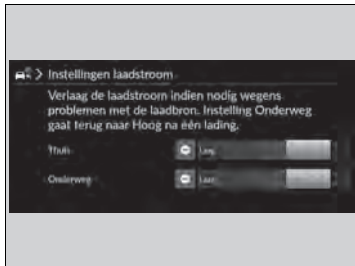 > Instellingen laadstroom
Verlaag de laadstroom indien nodig wegens
problemen met de laadbron. Instelling Onderweg
gaat terug naar Hoog na één lading.
Thuis
Onderweg